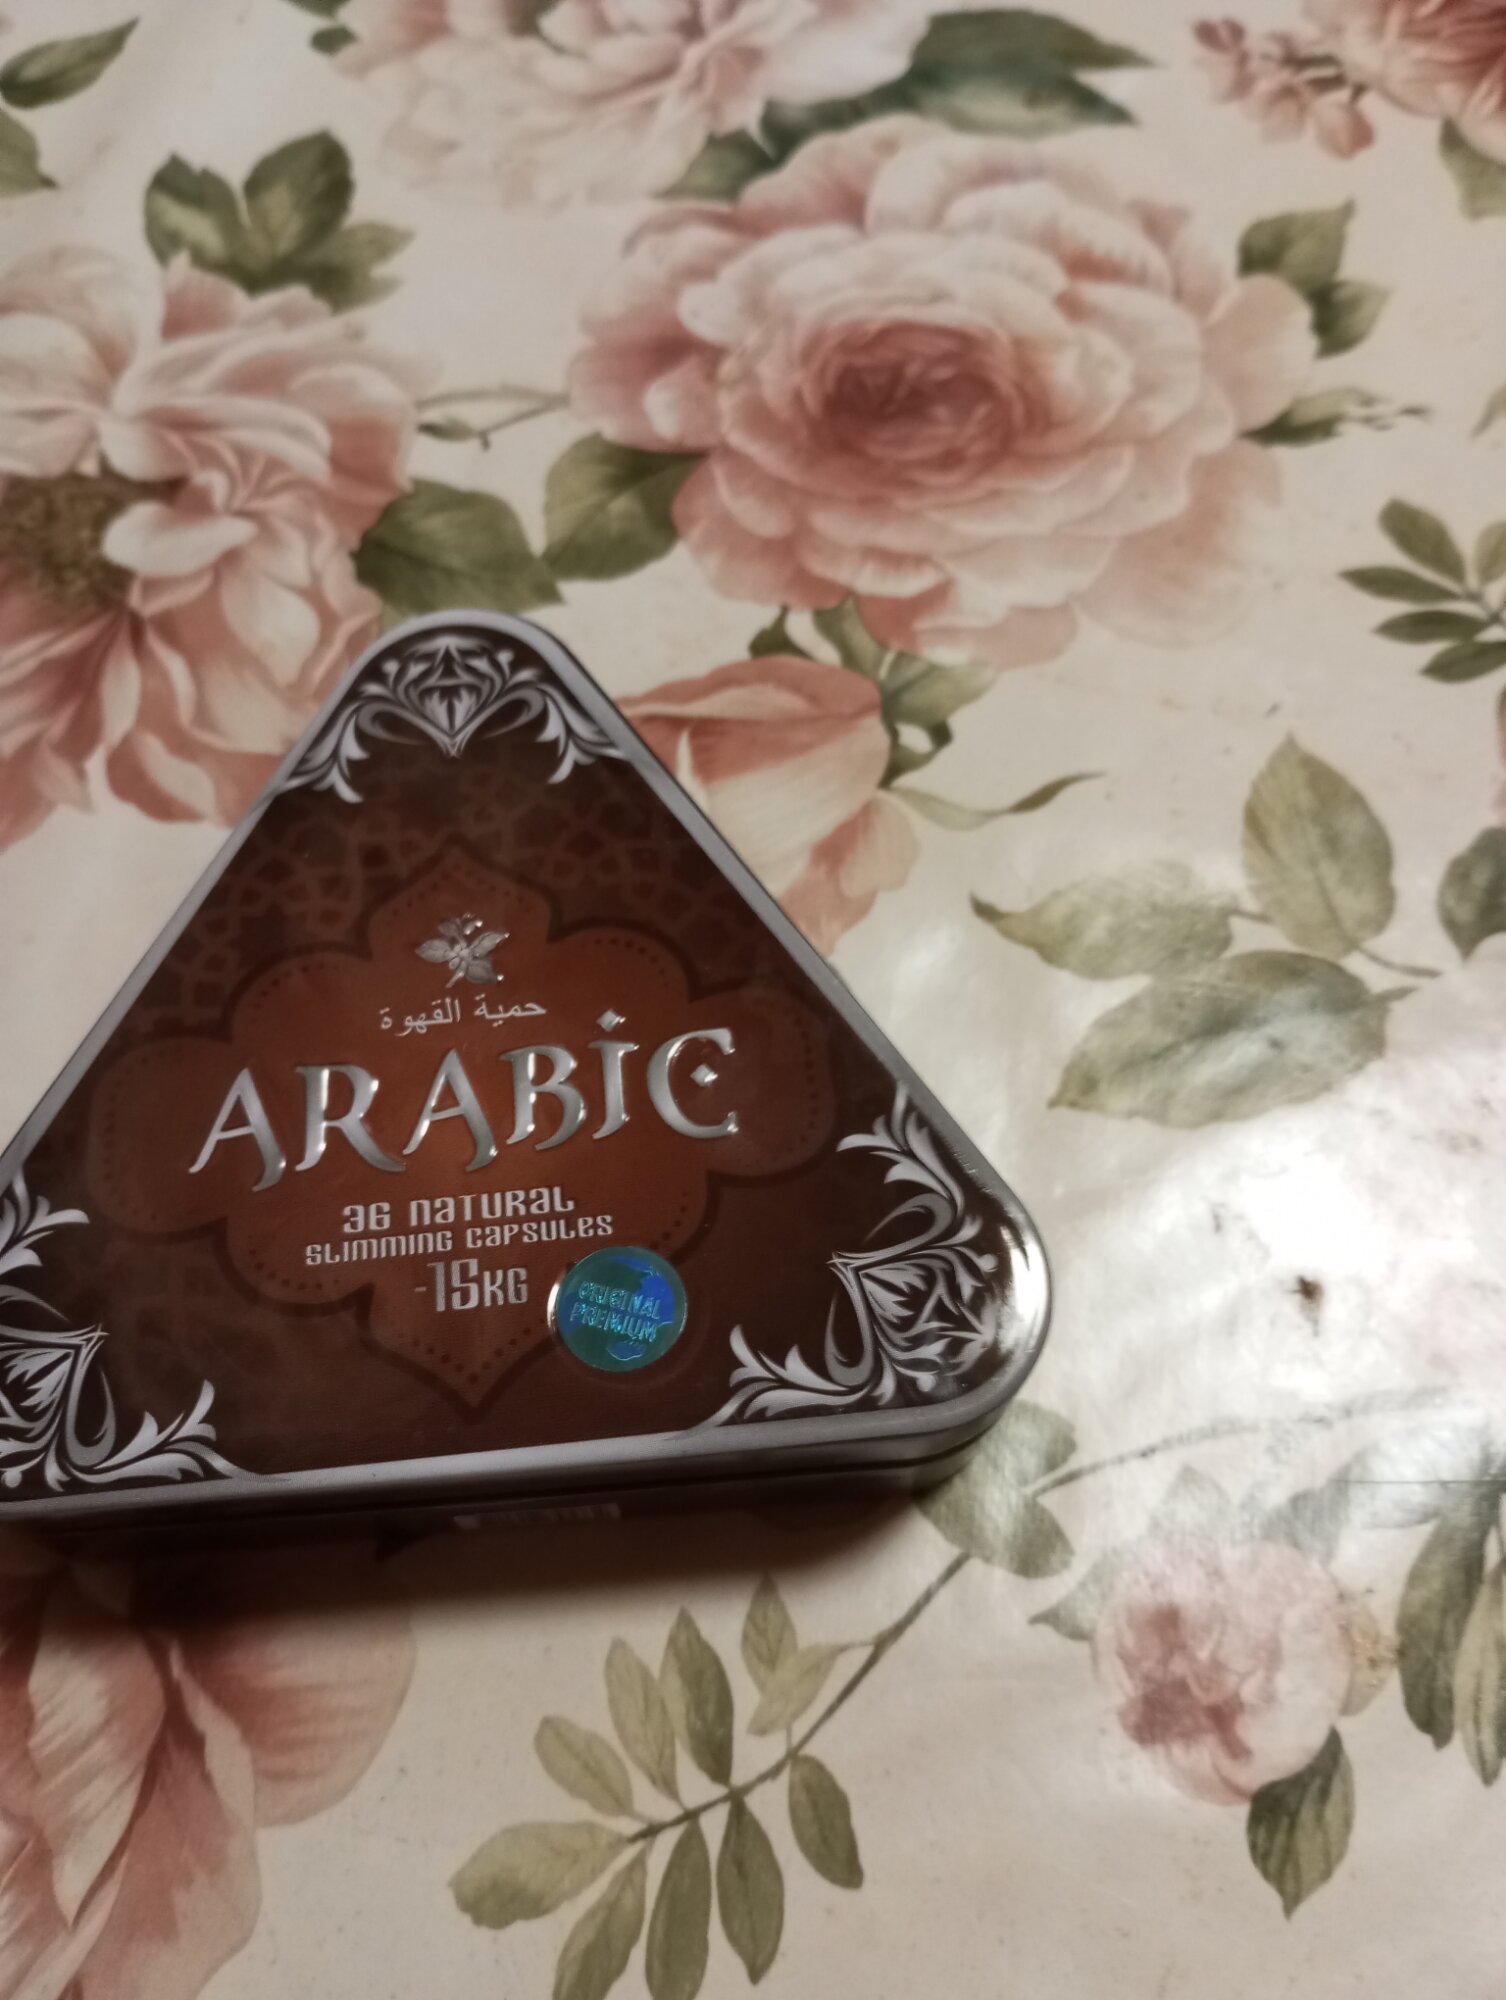 حمية القهوة
ARABIC
36 NATURAL
SLIMMING CAPSULES
-15KG
ORIGINAL
PREMIUM